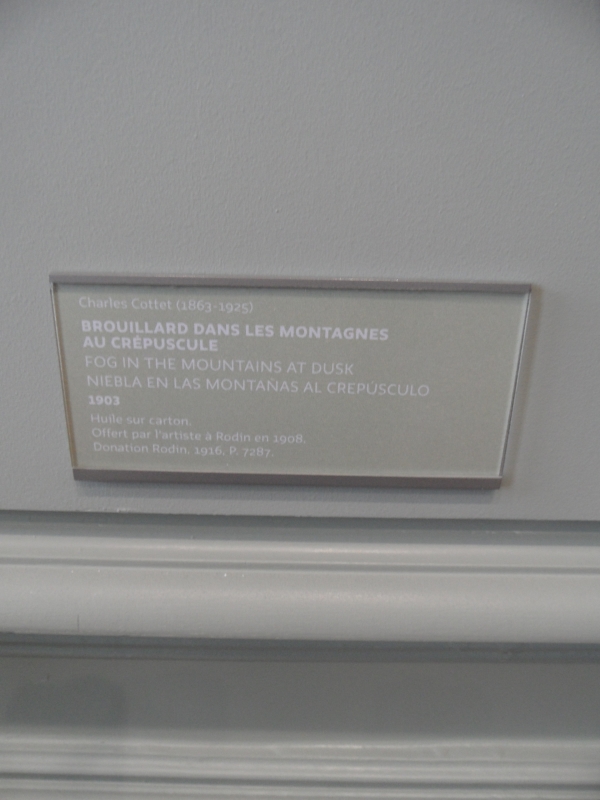 Charles Cottet (1863-1925)
BROUILLARD DANS LES MONTAGNES
AU CRÉPUSCULE
FOG IN THE MOUNTAINS AT DUSK
NIEBLA EN LAS MONTAÑAS AL CREPÚSCULO
1903
Huile sur carton.
Offert par l'artiste à Rodin en 1908.
Donation Rodin, 1916. P. 7287.